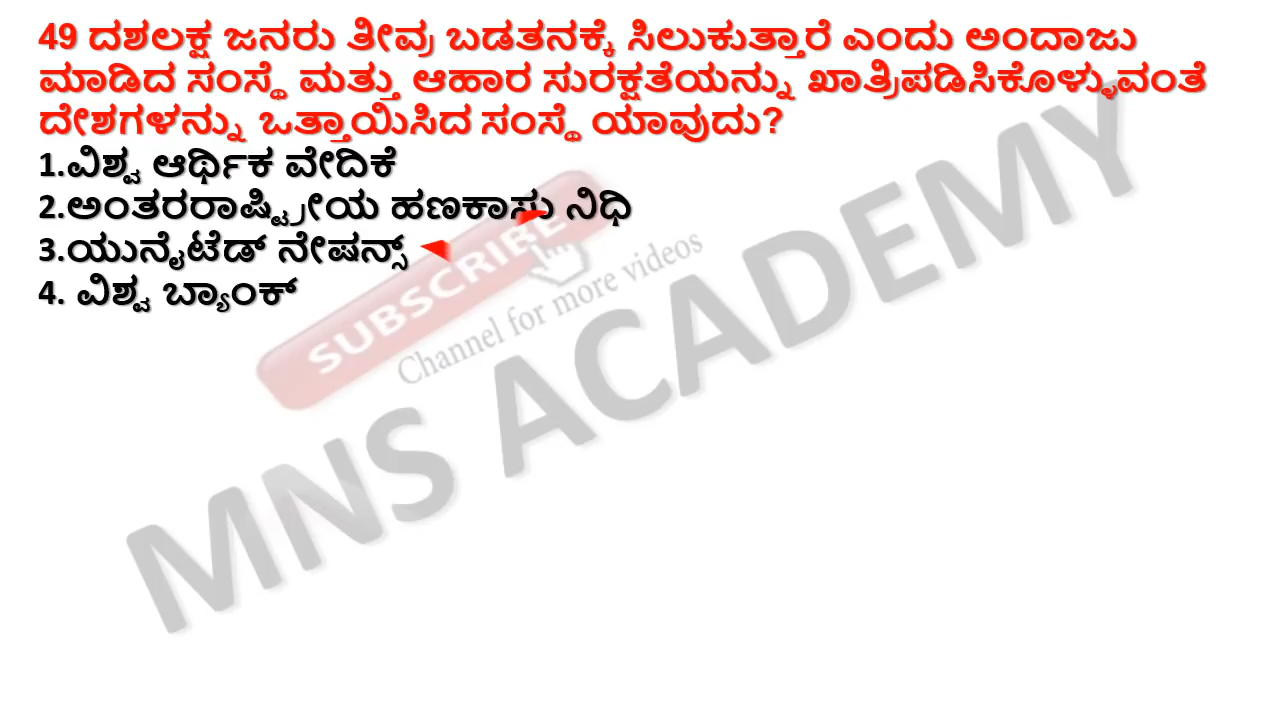 49 ದಶಲಕ್ಷ ಜನರು ತೀವ್ರ ಬಡತನಕ್ಕೆ ಸಿಲುಕುತ್ತಾರೆ ಎಂದು ಅಂದಾಜು
ಮಾಡಿದ ಸಂಸ್ಥೆ ಮತ್ತು ಆಹಾರ ಸುರಕ್ಷತೆಯನ್ನು ಖಾತ್ರಿಪಡಿಸಿಕೊಳ್ಳುವಂತೆ
ದೇಶಗಳನ್ನು ಒತ್ತಾಯಿಸಿದ ಸಂಸ್ಥೆ ಯಾವುದು?
1.ವಿಶ್ವ ಆರ್ಥಿಕ ವೇದಿಕೆ
2.ಅಂತರರಾಷ್ಟ್ರೀಯ ಹಣಕಾಸು ನಿಧಿ
3.ಯುನೈಟೆಡ್ ನೇಷನ್ಸ್
4. ವಿಶ್ವ ಬ್ಯಾಂಕ್
SUBSCRIBE
Channel for more videos
MNS ACADEMY